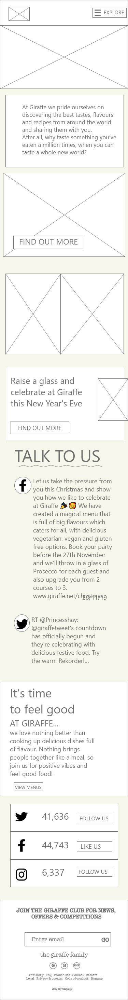 EXPLORE
At Giraffe we pride ourselves on
discovering the best tastes, flavours
and recipes from around the world
and sharing them with you.
After all, why taste something you’ve
eaten a million times, when you can
taste a whole new world?
FIND OUT MORE
Raise a glass and
celebrate at Giraffe
this New Year's Eve
FIND OUT MORE
TALK TO US
Let us take the pressure from
you this Christmas and show
you how we like to celebrate
at Giraffe 🎉🥰 We have
created a magical menu that
is full of big flavours which
caters for all, with delicious
vegetarian, vegan and gluten
free options. Book your party
before the 27th November
and we'll throw in a glass of
Prosecco for each guest and
also upgrade you from 2
courses to 3.
www.giraffe.net/christmas
26/11/19
RT @Princesshay:
@giraffetweet's countdown
has officially begun and
they're celebrating with
delicious festive food. Try
the warm Rekorderl...
It’s time
to feel good
AT GIRAFFE...
we love nothing better than
cooking up delicious dishes full
of flavour. Nothing brings
people together like a meal, so
join us for positive vibes and
feel-good food!
VIEW MENUS
41,636 FOLLOW US
44,743 LIKE US
6,337 FOLLOW US
JOIN THE GIRAFFE CLUB FOR NEWS,
OFFERS & COMPETITIONS
Enter email GO
the giraffe family
G B STOP
Our story FAQ Franchises Contact Careers
Legal Privacy & cookies Code of conduct Sitemap
Site by engage